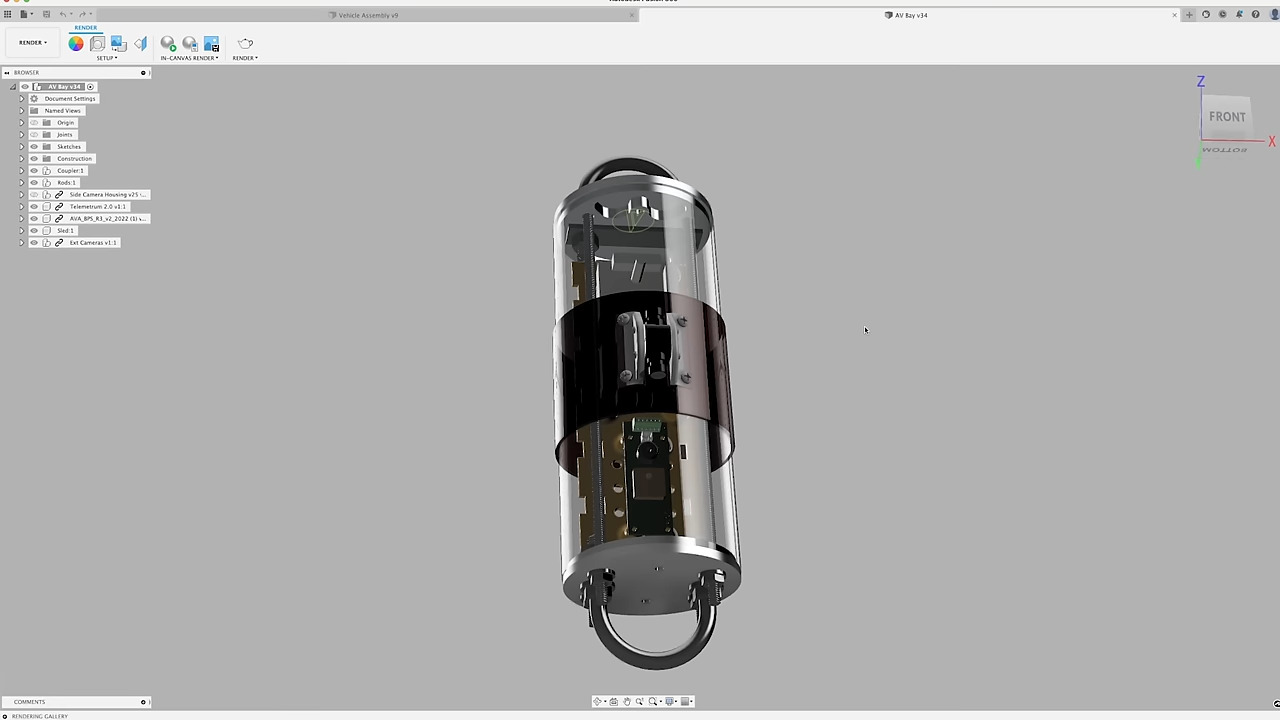 Vehicle Assembly v9
AV Bay v34
RENDER
RENDER
SETUP
IN-CANVAS RENDER
RENDER
BROWSER
AV Bay v34
Document Settings
Named Views
Origin
Joints
Sketches
Construction
Coupler:1
Rods:1
Side Camera Housing v25
Telemetrum 2.0 v1:1
AVA_BPS_R3_v2_2022 (1) v...
Sled:1
Ext Cameras v1:1
Z
FRONT
X
BOTTOM
COMMENTS
RENDERING GALLERY